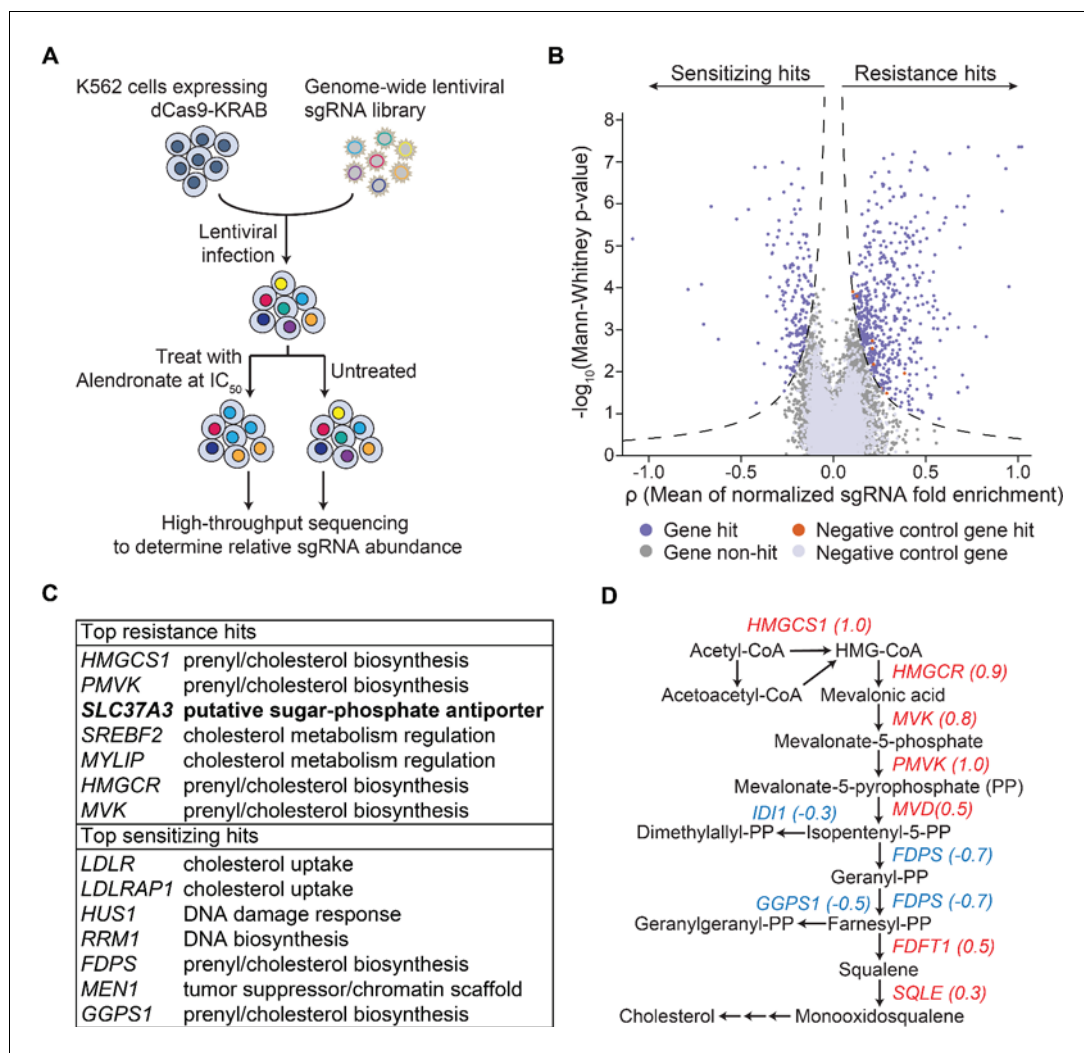 A
K562 cells expressing
dCas9-KRAB
Genome-wide lentiviral
sgRNA library
Lentiviral
infection
Treat with
Alendronate at IC50
Untreated
High-throughput sequencing
to determine relative sgRNA abundance
B
Sensitizing hits
Resistance hits
-log10(Mann-Whitney p-value)
8
7
6
5
4
3
2
1
0
-1.0
-0.5
0.0
0.5
1.0
ρ (Mean of normalized sgRNA fold enrichment)
Gene hit
Negative control gene hit
Gene non-hit
Negative control gene
C
Top resistance hits
HMGCS1 prenyl/cholesterol biosynthesis
PMVK prenyl/cholesterol biosynthesis
SLC37A3 putative sugar-phosphate antiporter
SREBF2 cholesterol metabolism regulation
MYLIP cholesterol metabolism regulation
HMGCR prenyl/cholesterol biosynthesis
MVK prenyl/cholesterol biosynthesis
Top sensitizing hits
LDLR cholesterol uptake
LDLRAP1 cholesterol uptake
HUS1 DNA damage response
RRM1 DNA biosynthesis
FDPS prenyl/cholesterol biosynthesis
MEN1 tumor suppressor/chromatin scaffold
GGPS1 prenyl/cholesterol biosynthesis
D
HMGCS1 (1.0)
Acetyl-CoA
HMG-CoA
HMGCR (0.9)
Acetoacetyl-CoA
Mevalonic acid
MVK (0.8)
Mevalonate-5-phosphate
PMVK (1.0)
Mevalonate-5-pyrophosphate (PP)
IDI1 (-0.3)
MVD(0.5)
Dimethylallyl-PP
Isopentenyl-5-PP
FDPS (-0.7)
Geranyl-PP
GGPS1 (-0.5)
FDPS (-0.7)
Geranylgeranyl-PP
Farnesyl-PP
FDFT1 (0.5)
Squalene
SQLE (0.3)
Cholesterol
Monooxidosqualene